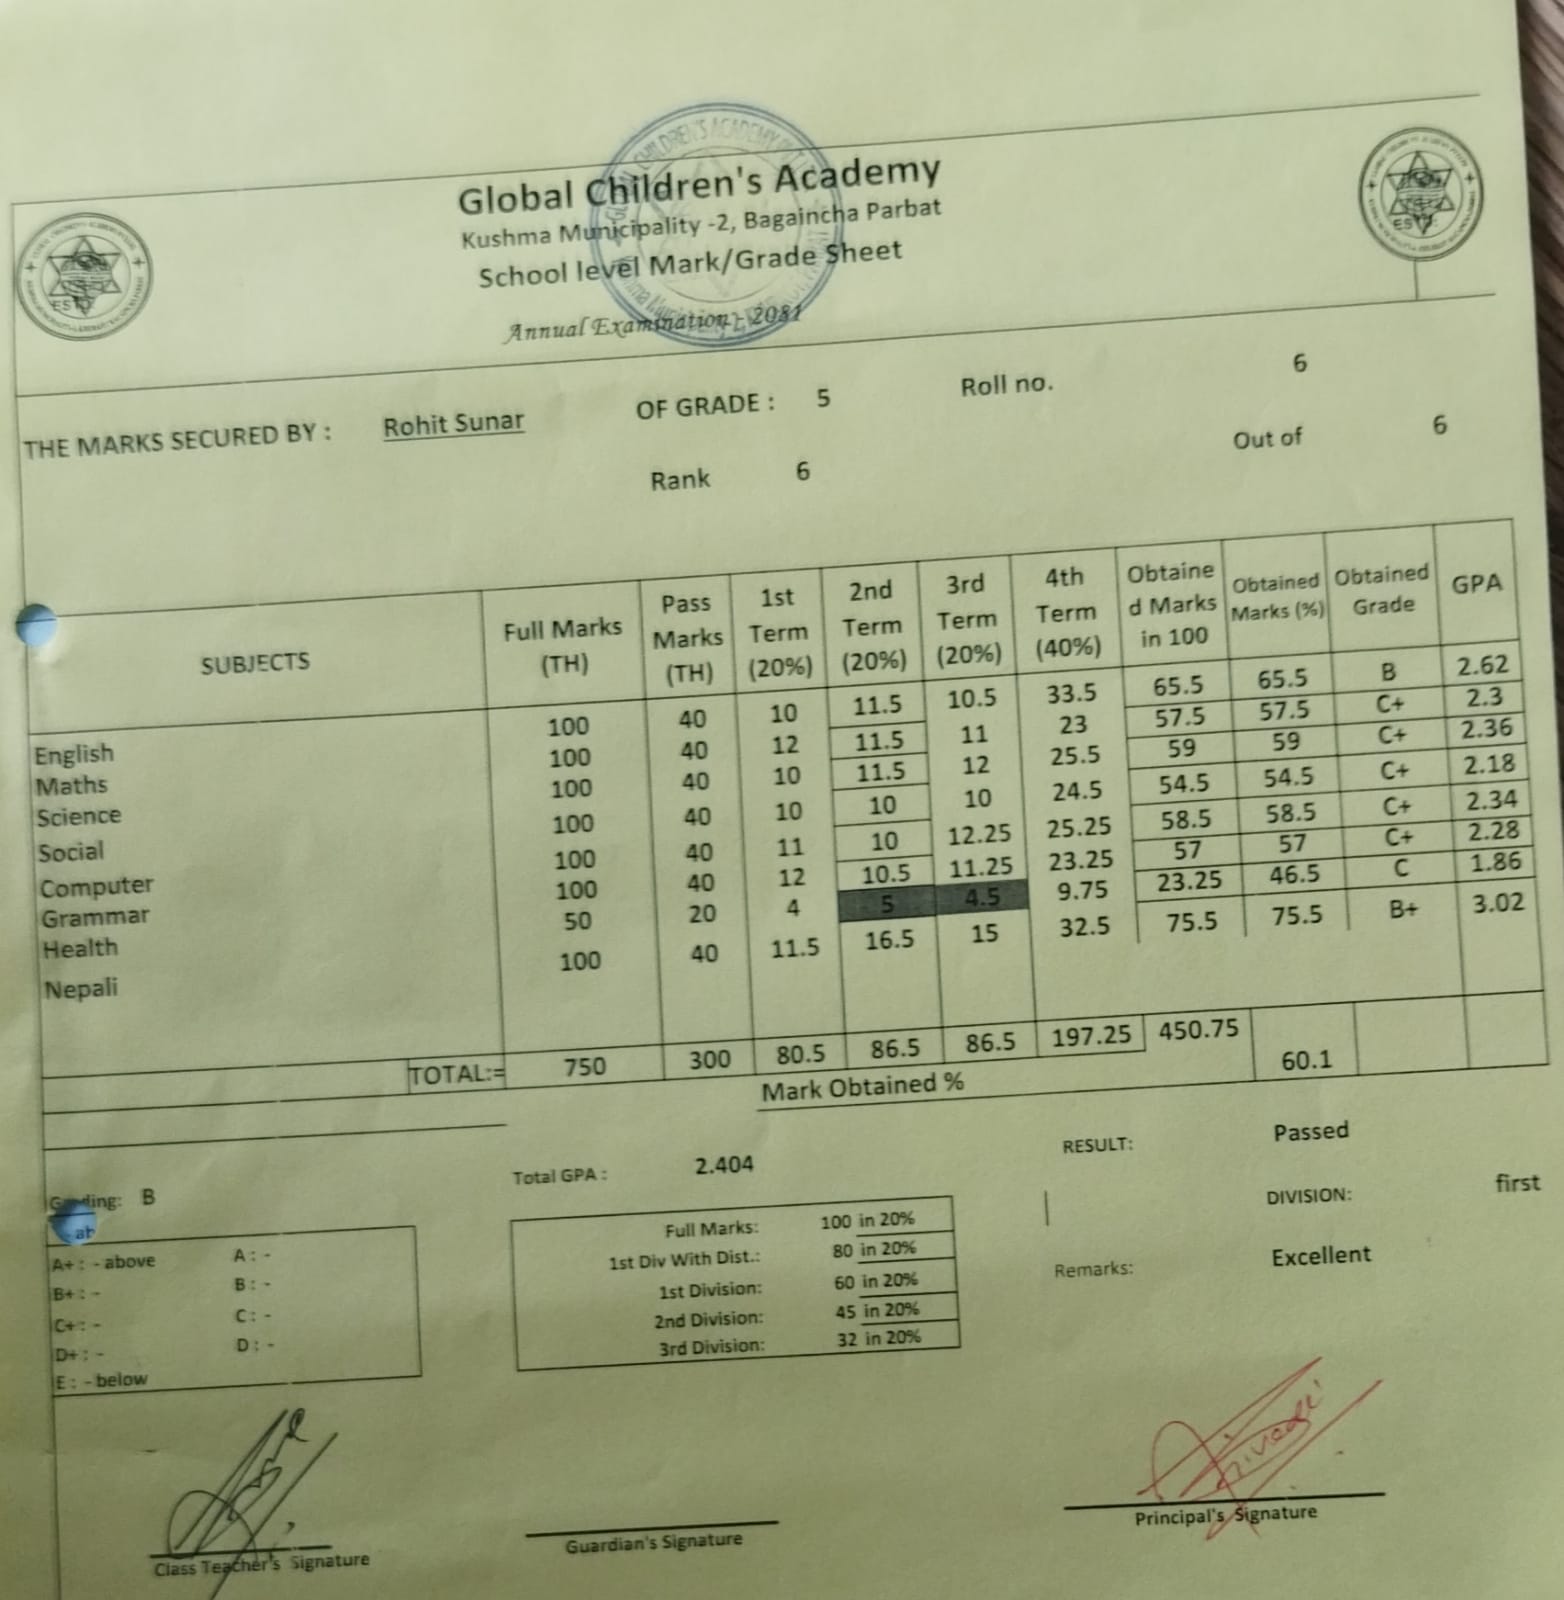 Global Children's Academy
Kushma Municipality -2, Bagaincha Parbat
School level Mark/Grade Sheet
Annual Examination - 2081
THE MARKS SECURED BY : Rohit Sunar OF GRADE : 5 Roll no. 6
Rank 6 Out of 6
SUBJECTS Full Marks (TH) Pass Marks (TH) 1st Term (20%) 2nd Term (20%) 3rd Term (20%) 4th Term (40%) Obtaine d Marks in 100 Obtained Marks (%) Obtained Grade GPA
English 100 40 10 11.5 10.5 33.5 65.5 65.5 B 2.62
Maths 100 40 12 11.5 11 23 57.5 57.5 C+ 2.3
Science 100 40 10 11.5 12 25.5 59 59 C+ 2.36
Social 100 40 10 10 10 24.5 54.5 54.5 C+ 2.18
Computer 100 40 11 10 12.25 25.25 58.5 58.5 C+ 2.34
Grammar 100 40 12 10.5 11.25 23.25 57 57 C+ 2.28
Health 50 20 4 5 4.5 9.75 23.25 46.5 C 1.86
Nepali 100 40 11.5 16.5 15 32.5 75.5 75.5 B+ 3.02
TOTAL:= 750 300 80.5 86.5 86.5 197.25 450.75
Mark Obtained % 60.1
Total GPA : 2.404 RESULT: Passed
Grading: B DIVISION: first
Remarks: Excellent
A+ : - above A : -
B+ : - B : -
C+ : - C : -
D+ : - D : -
E : - below
Full Marks: 100 in 20%
1st Div With Dist.: 80 in 20%
1st Division: 60 in 20%
2nd Division: 45 in 20%
3rd Division: 32 in 20%
Class Teacher's Signature Guardian's Signature Principal's Signature